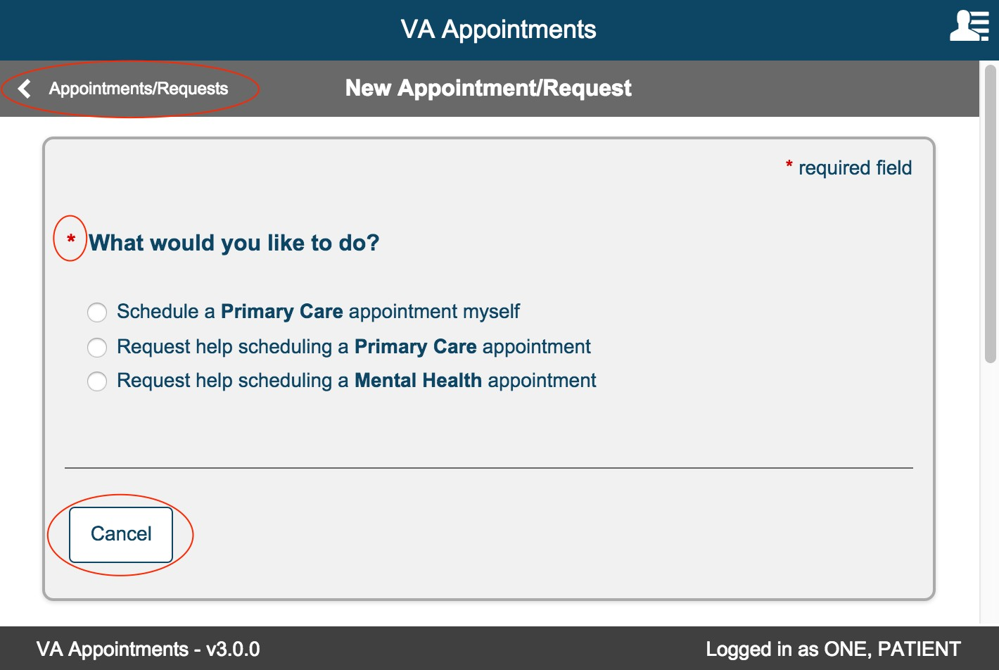 VA Appointments
Appointments/Requests
New Appointment/Request
* required field
* What would you like to do?
Schedule a Primary Care appointment myself
Request help scheduling a Primary Care appointment
Request help scheduling a Mental Health appointment
Cancel
VA Appointments - v3.0.0
Logged in as ONE, PATIENT